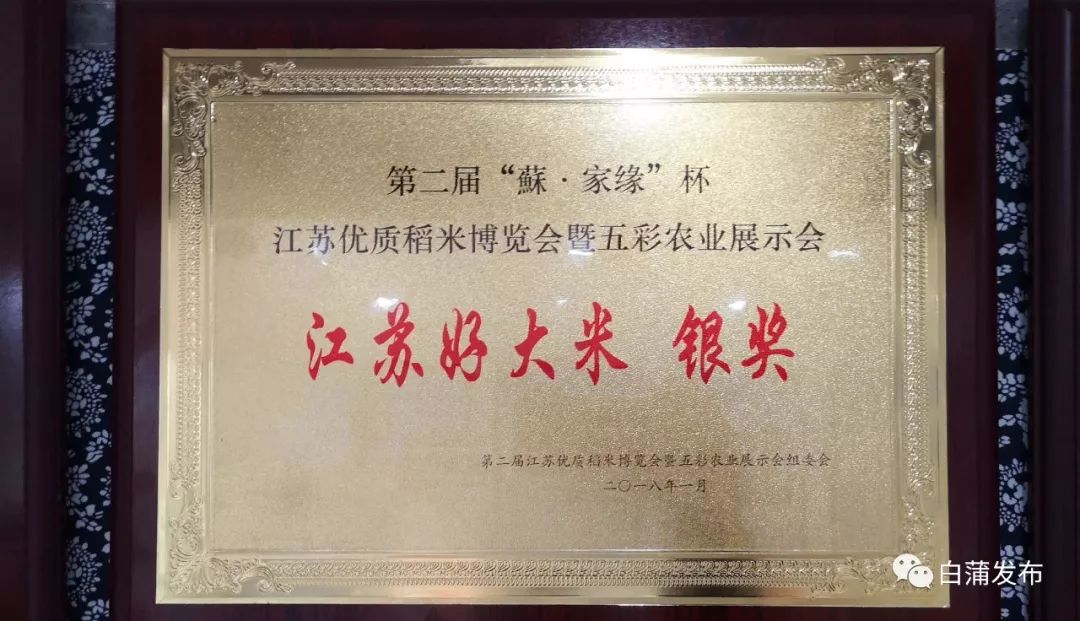 第二届“蘇·家缘”杯
江苏优质稻米博览会暨五彩农业展示会
江苏好大米 银奖
第二届江苏优质稻米博览会暨五彩农业展示会组委会
二〇一八年一月
白蒲发布